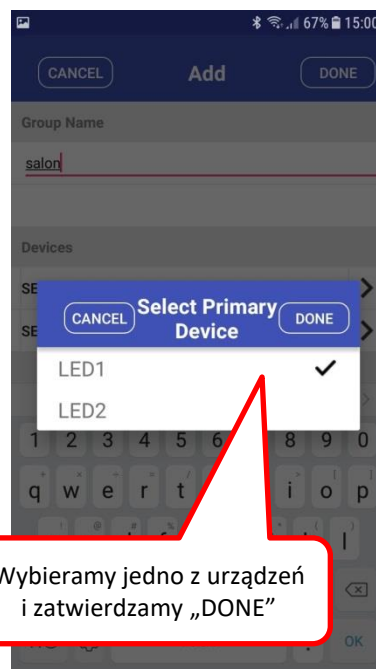 67% 15:00
CANCEL Add DONE
Group Name
salon
Devices
SE
SE
CANCEL Select Primary Device DONE
LED1
LED2
1 2 3 4 5 6 8 9 0
q w e r t i o p
l
Wybieramy jedno z urządzeń
i zatwierdzamy „DONE”
OK